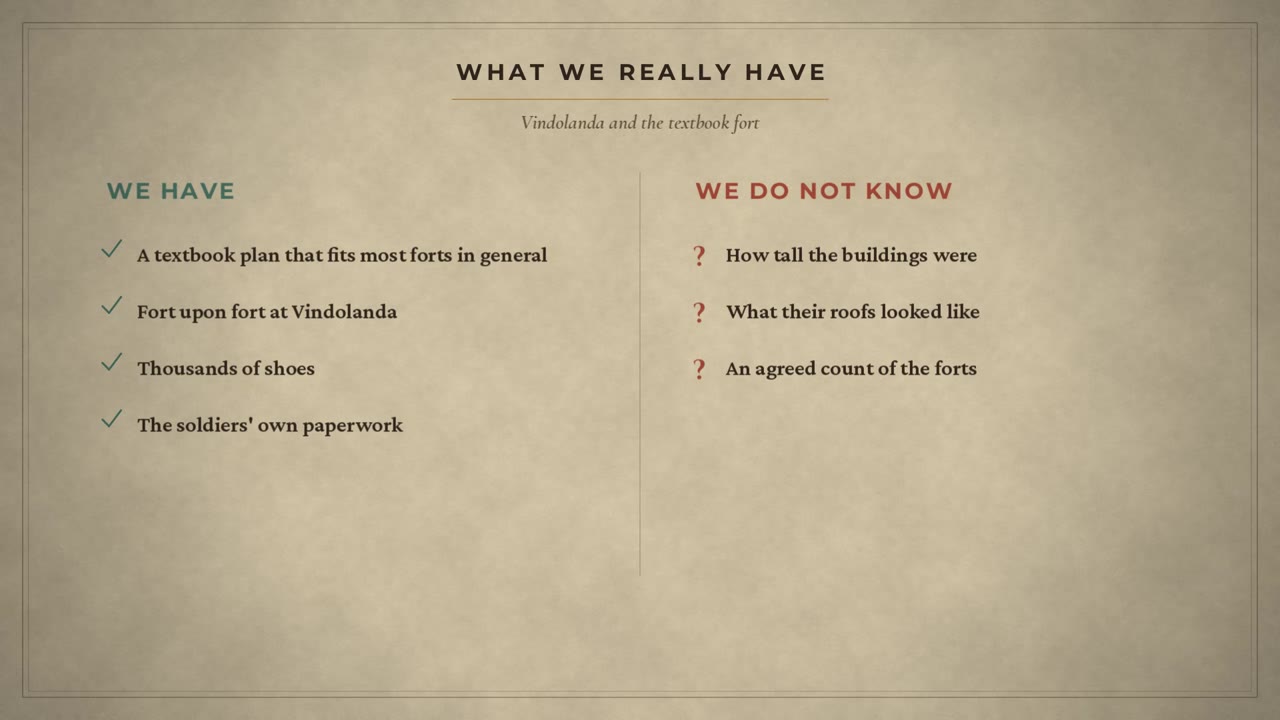 WHAT WE REALLY HAVE
Vindolanda and the textbook fort
WE HAVE
✓ A textbook plan that fits most forts in general
✓ Fort upon fort at Vindolanda
✓ Thousands of shoes
✓ The soldiers' own paperwork
WE DO NOT KNOW
? How tall the buildings were
? What their roofs looked like
? An agreed count of the forts